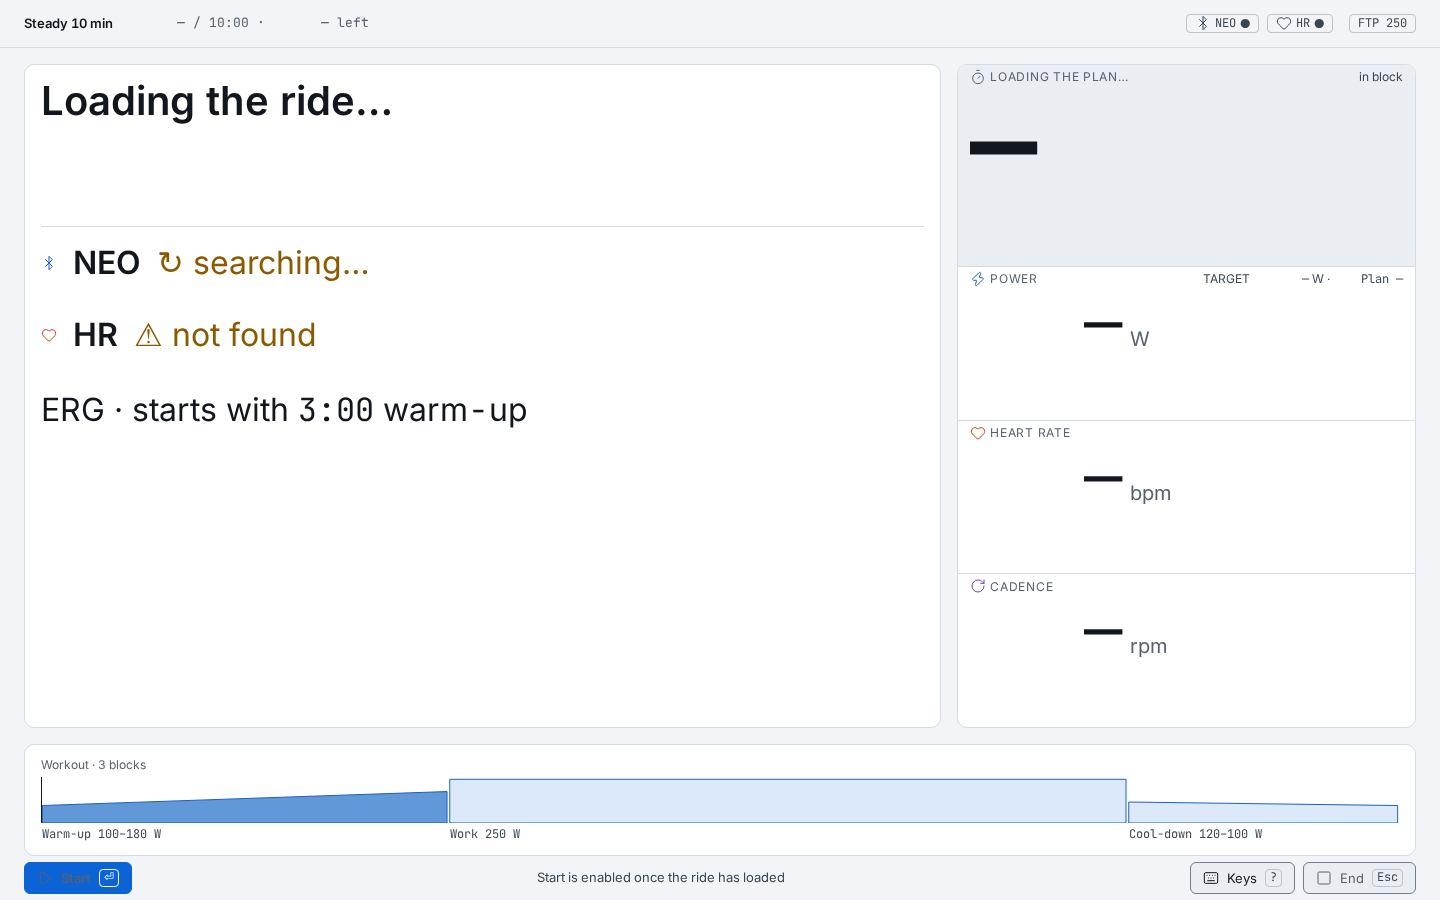 Steady 10 min – / 10:00 · – left NEO HR FTP 250
Loading the ride...
NEO ↻ searching...
HR ⚠ not found
ERG · starts with 3:00 warm-up
LOADING THE PLAN... in block
–
POWER TARGET – W · Plan –
– W
HEART RATE
– bpm
CADENCE
– rpm
Workout · 3 blocks
Warm-up 100–180 W Work 250 W Cool-down 120–100 W
Start ⏎ Start is enabled once the ride has loaded Keys ? End Esc